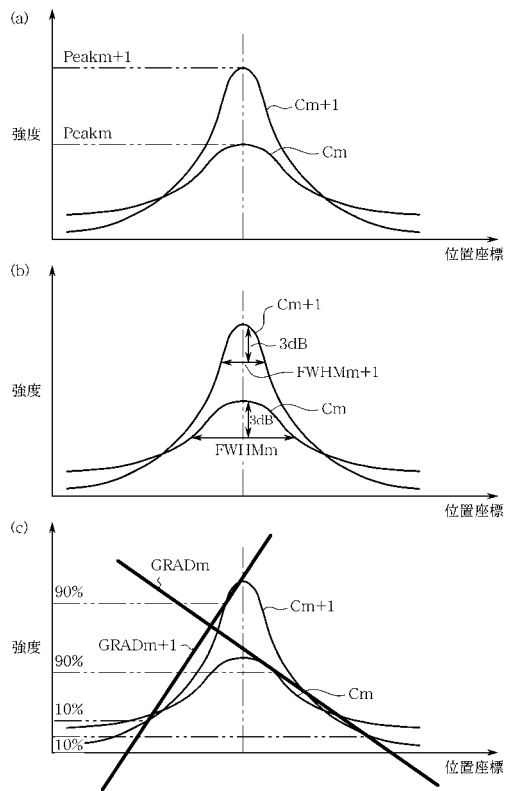 (a)
Peakm+1
Cm+1
強度
Peakm
Cm
位置座標
(b)
Cm+1
3dB
FWHMm+1
強度
Cm
3dB
FWHMm
位置座標
(c)
GRADm
90%
Cm+1
GRADm+1
強度
90%
Cm
10%
10%
位置座標